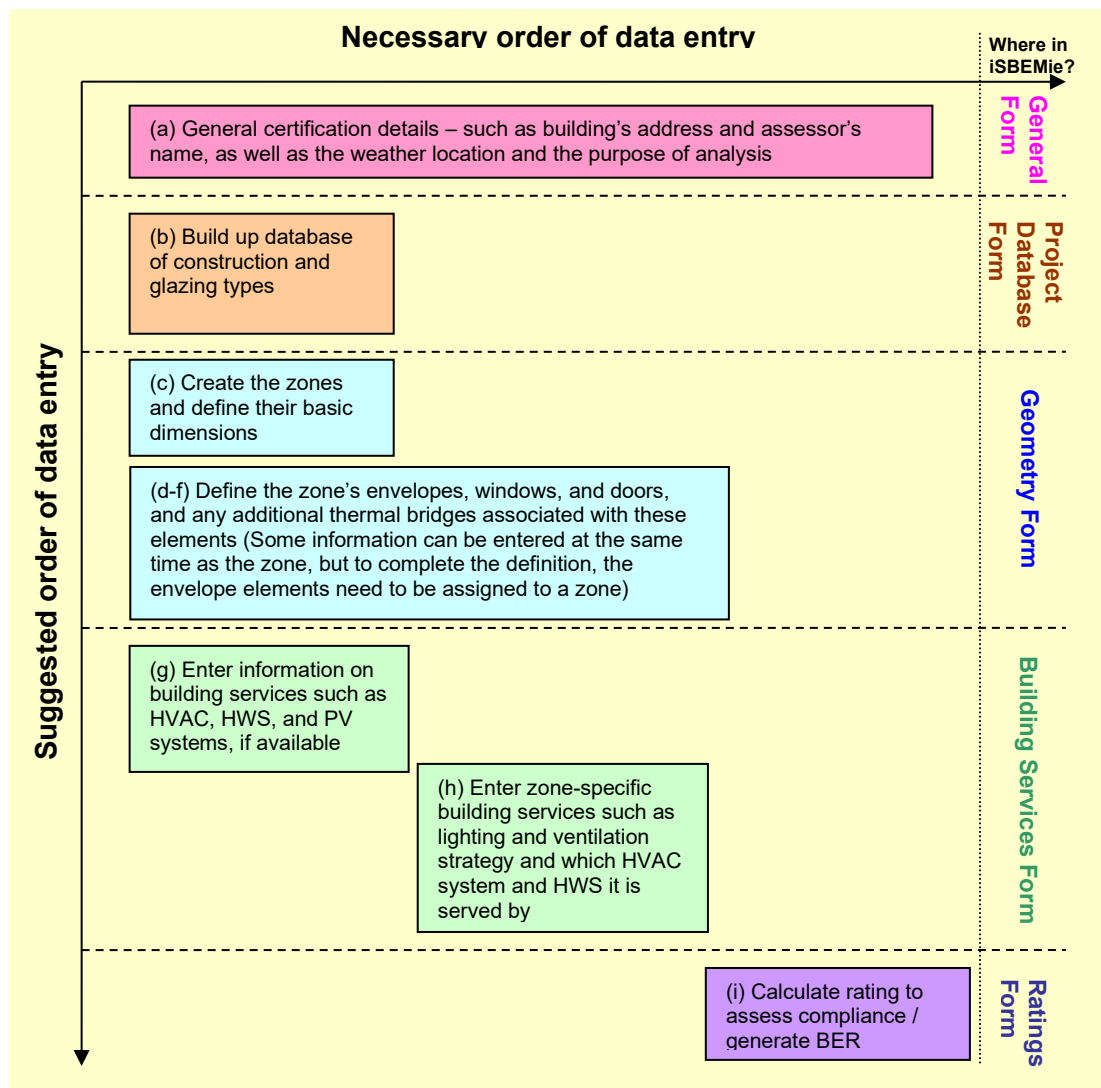 Necessary order of data entry
Where in
iSBEMie?
(a) General certification details – such as building's address and assessor's
name, as well as the weather location and the purpose of analysis
General
Form
(b) Build up database
of construction and
glazing types
Project
Database
Form
Suggested order of data entry
(c) Create the zones
and define their basic
dimensions
(d-f) Define the zone's envelopes, windows, and doors,
and any additional thermal bridges associated with these
elements (Some information can be entered at the same
time as the zone, but to complete the definition, the
envelope elements need to be assigned to a zone)
Geometry Form
(g) Enter information on
building services such as
HVAC, HWS, and PV
systems, if available
(h) Enter zone-specific
building services such as
lighting and ventilation
strategy and which HVAC
system and HWS it is
served by
Building Services Form
(i) Calculate rating to
assess compliance /
generate BER
Ratings
Form